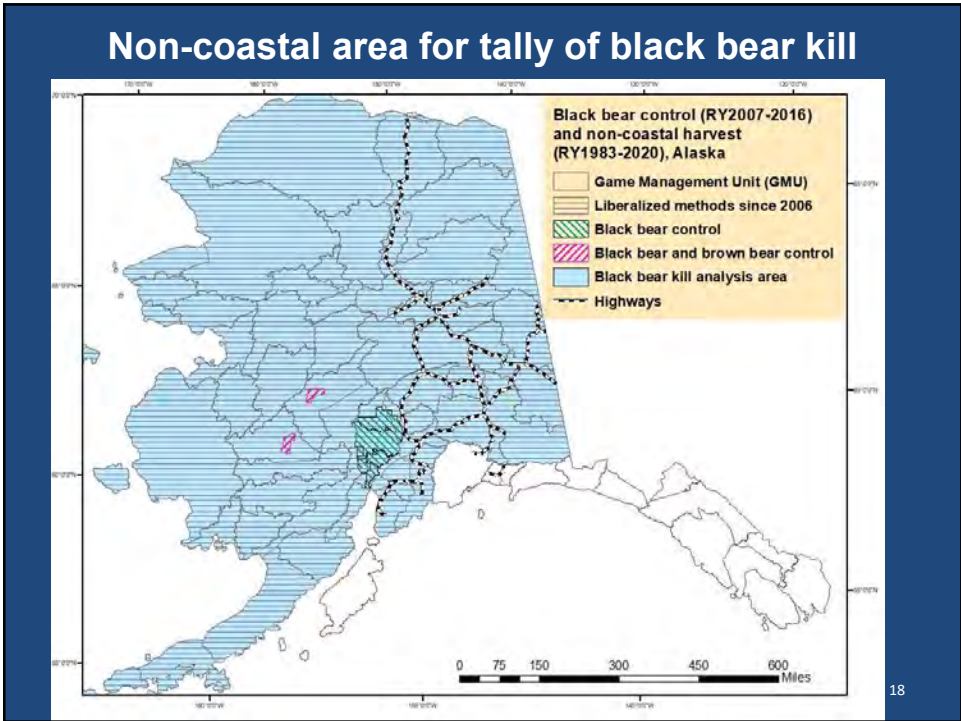 Non-coastal area for tally of black bear kill
Black bear control (RY2007-2016)
and non-coastal harvest
(RY1983-2020), Alaska
Game Management Unit (GMU)
Liberalized methods since 2006
Black bear control
Black bear and brown bear control
Black bear kill analysis area
Highways
0 75 150 300 450 600
Miles
18